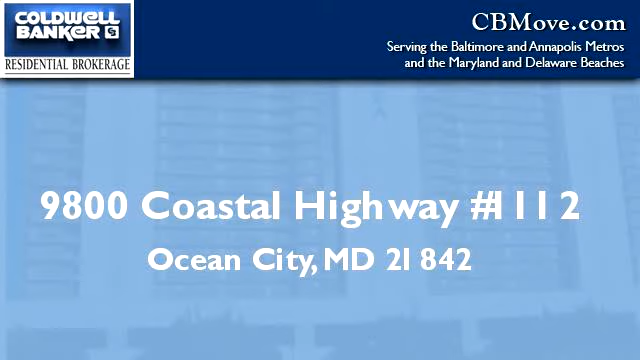 COLDWELL
BANKER
RESIDENTIAL BROKERAGE
CBMove.com
Serving the Baltimore and Annapolis Metros
and the Maryland and Delaware Beaches
9800 Coastal Highway #1112
Ocean City, MD 21842